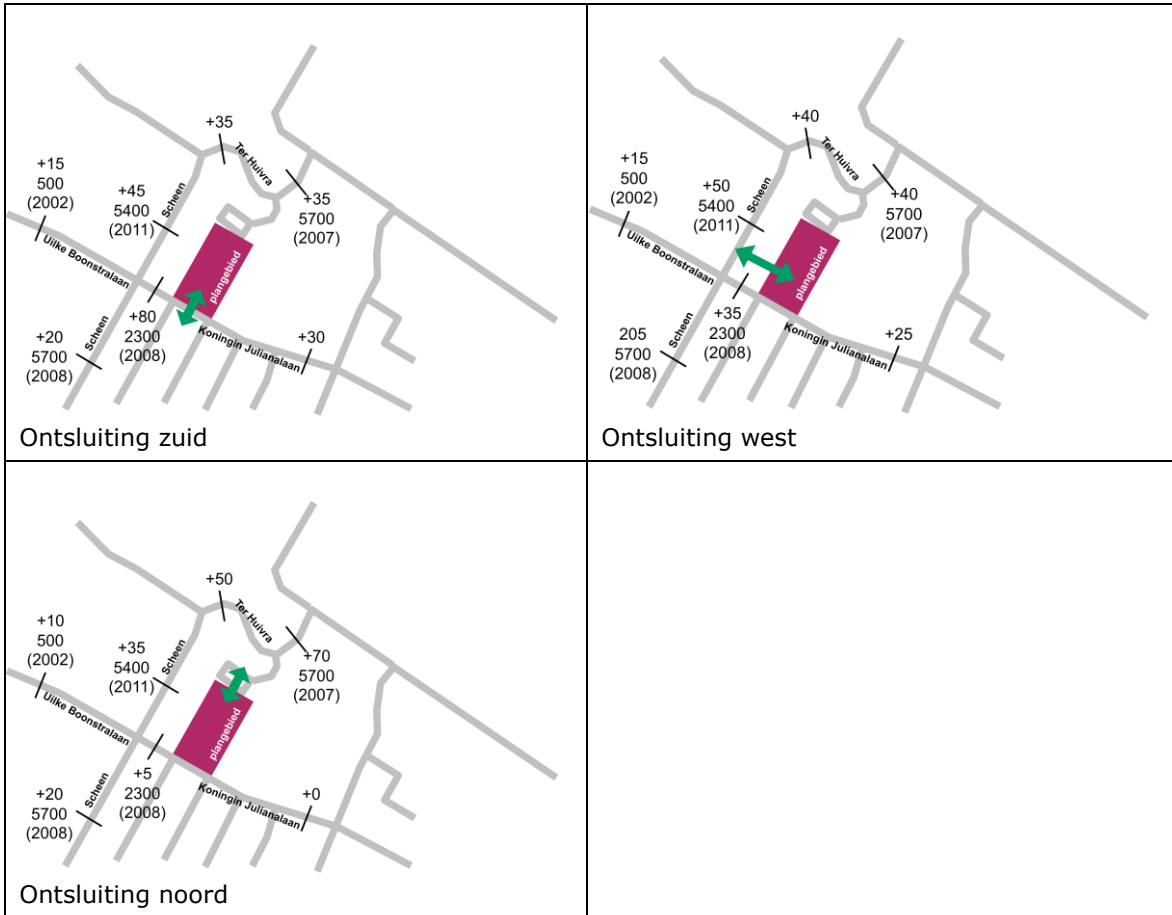 +35
Ter Huivra
+15
500
(2002)
+45
5400
(2011)
Scheen
+35
5700
(2007)
Uilke Boonstralaan
plangebied
+20
5700
(2008)
Scheen
+80
2300
(2008)
Koningin Julianalaan
+30
Ontsluiting zuid
+40
Ter Huivra
+15
500
(2002)
+50
5400
(2011)
Scheen
+40
5700
(2007)
Uilke Boonstralaan
plangebied
205
5700
(2008)
Scheen
+35
2300
(2008)
Koningin Julianalaan
+25
Ontsluiting west
+50
Ter Huivra
+10
500
(2002)
+35
5400
(2011)
Scheen
+70
5700
(2007)
Uilke Boonstralaan
plangebied
+20
5700
(2008)
Scheen
+5
2300
(2008)
Koningin Julianalaan
+0
Ontsluiting noord